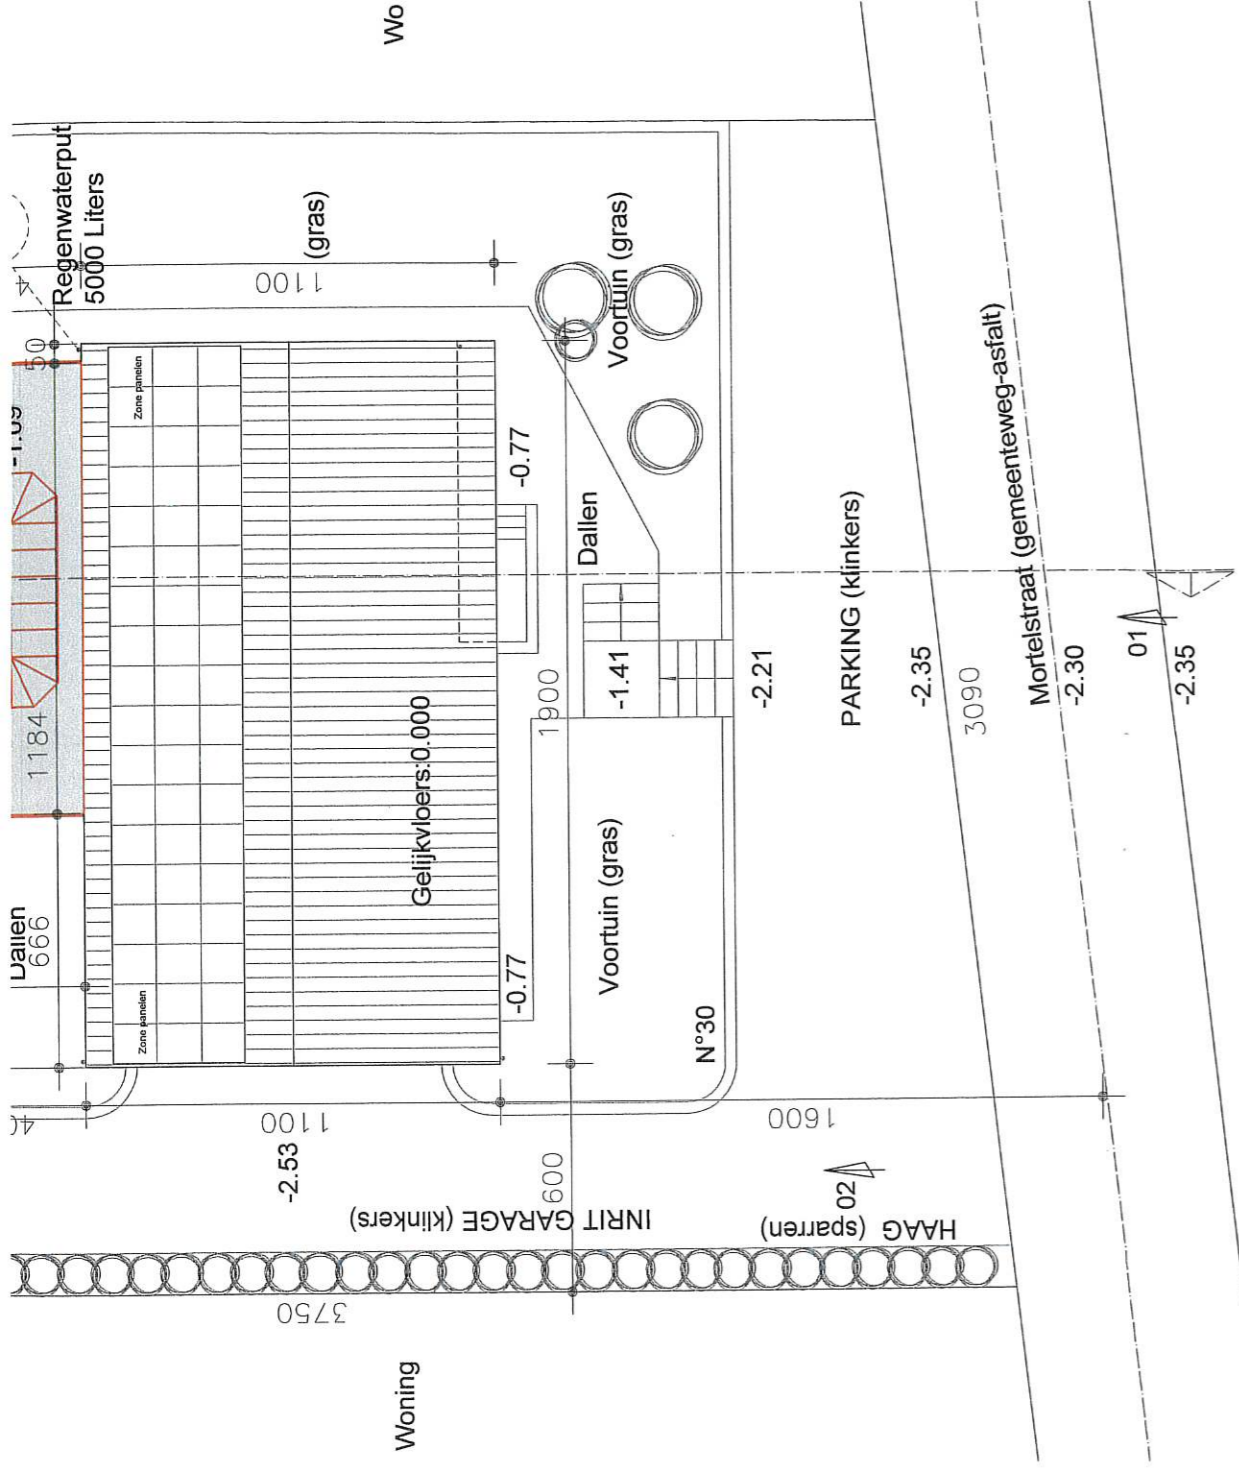 Wo
Regenwaterput
5000 Liters
(gras)
1100
50
Zone panelen
Voortuin (gras)
-0.77
Dallen
1184
Gelijkvloers:0.000
1900
-1.41
-2.21
PARKING (klinkers)
-2.35
3090
Mortelstraat (gemeenteweg-asfalt)
-2.30
01
-2.35
Dallen
666
Zone panelen
-0.77
Voortuin (gras)
N°30
1100
-2.53
600
1600
INRIT GARAGE (klinkers)
02
HAAG (sparren)
3750
Woning